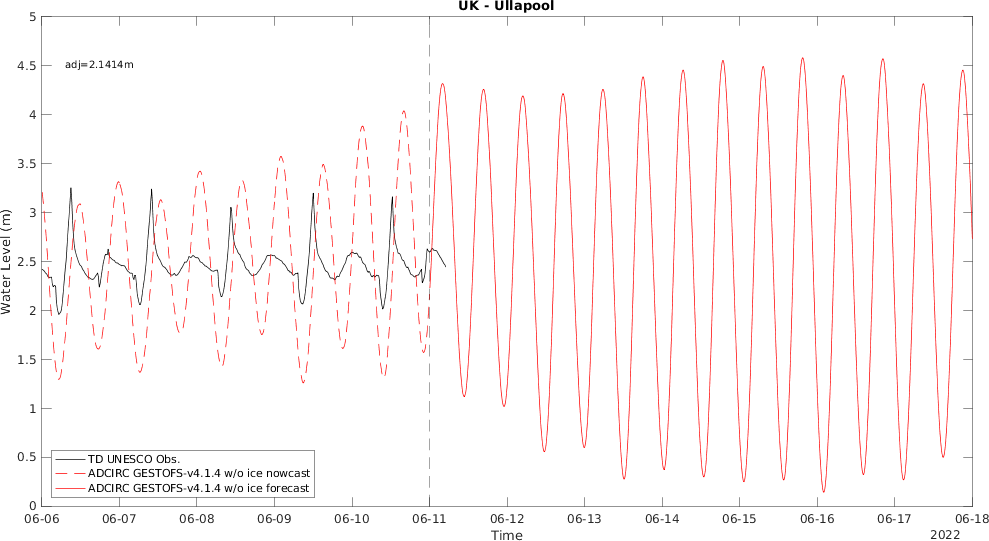 UK - Ullapool
5
4.5
4
3.5
3
2.5
2
1.5
1
0.5
0
Water Level (m)
adj=2.1414m
TD UNESCO Obs.
ADCIRC GESTOFS-v4.1.4 w/o ice nowcast
ADCIRC GESTOFS-v4.1.4 w/o ice forecast
06-06 06-07 06-08 06-09 06-10 06-11 06-12 06-13 06-14 06-15 06-16 06-17 06-18
Time
2022